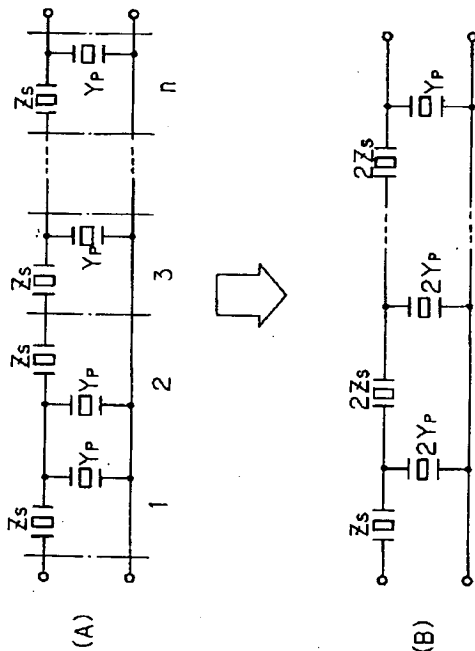 Zs Zs Zs Zs
YP YP YP YP
(A)
1 2 3 n
Zs 2Zs 2Zs
2YP 2YP YP
(B)